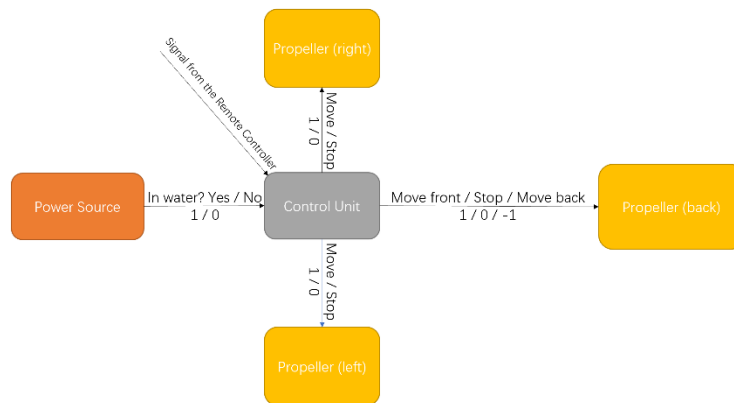 Propeller (right)
Signal from the Remote Controller
Move / Stop
1 / 0
Power Source
In water? Yes / No
1 / 0
Control Unit
Move front / Stop / Move back
1 / 0 / -1
Propeller (back)
Move / Stop
1 / 0
Propeller (left)